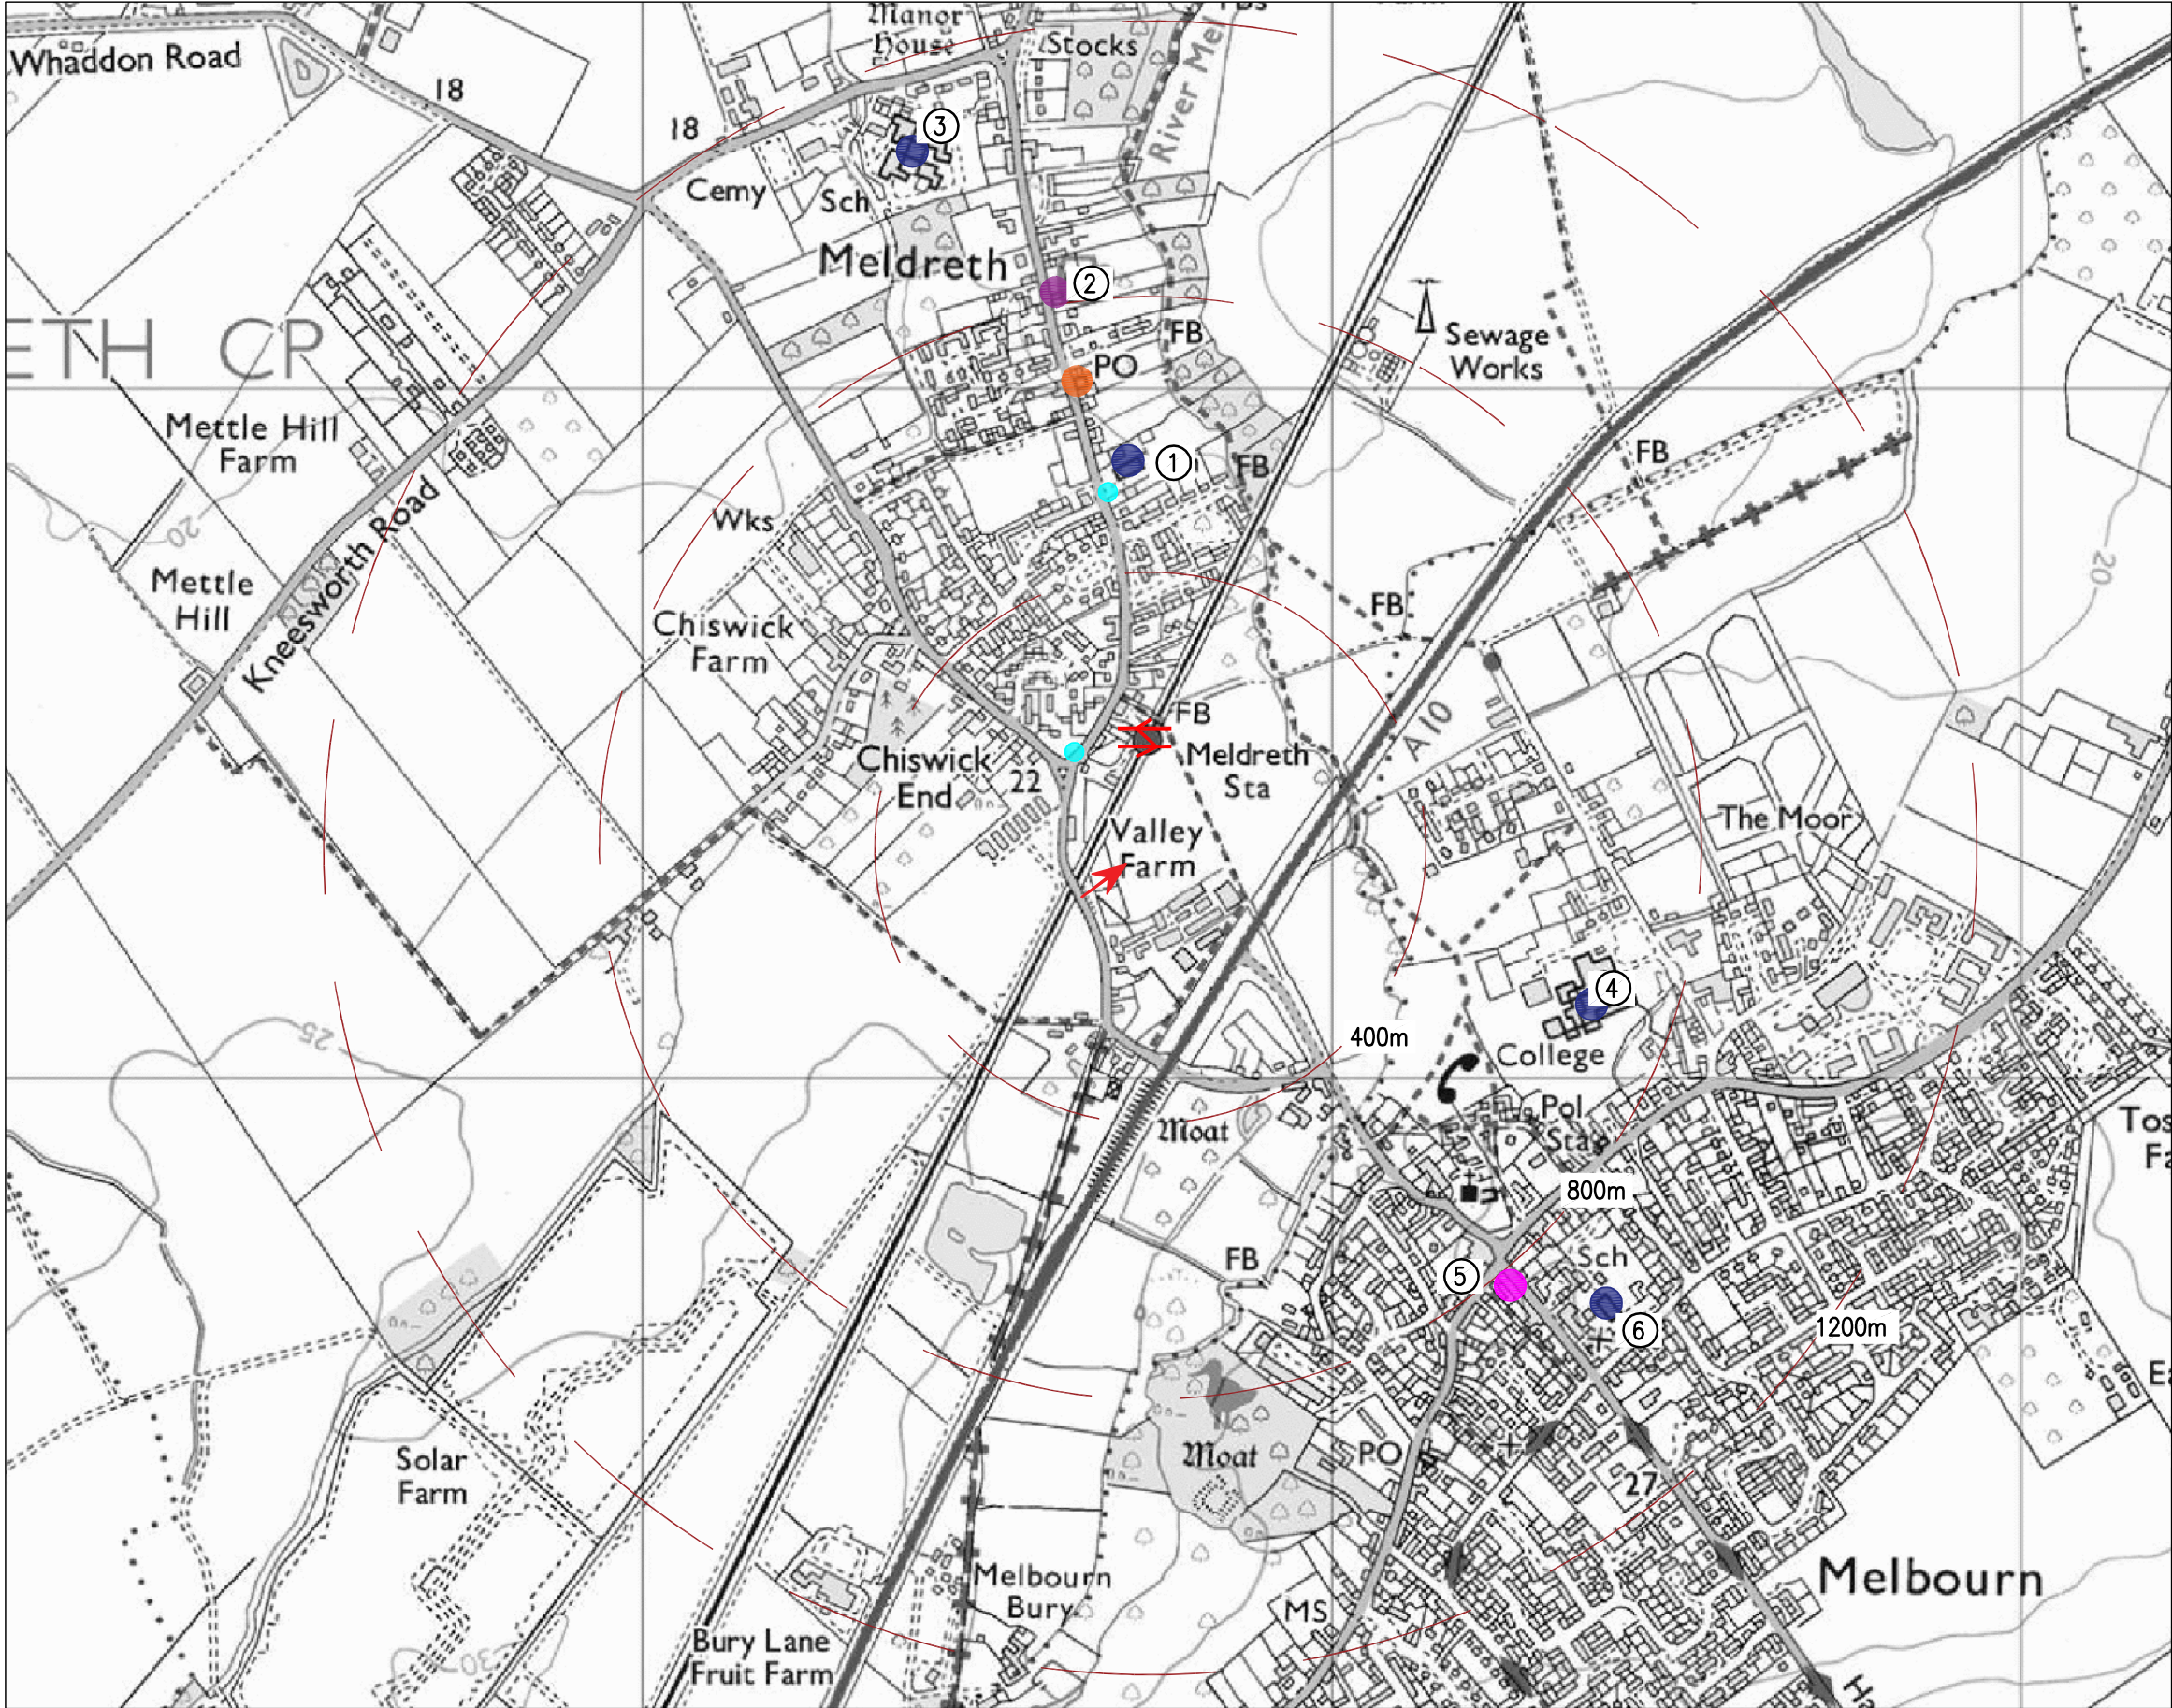 Manor
House
FBs
Stocks
Whaddon Road
River Mel
18
18
3
Cemy
Sch
Meldreth
2
ETH CP
FB
Sewage
Works
PO
Mettle Hill
Farm
1
FB
FB
Kneesworth Road
Wks
20
20
Mettle
Hill
FB
Chiswick
Farm
FB
A10
Meldreth
Sta
Chiswick
End
22
Valley
Farm
The Moor
4
25
400m
College
Pol
Sta
Moat
Tos
Fa
800m
FB
Sch
5
6
1200m
Ea
Moat
PO
Solar
Farm
27
Melbourn
Bury
Melbourn
MS
Bury Lane
Fruit Farm
30